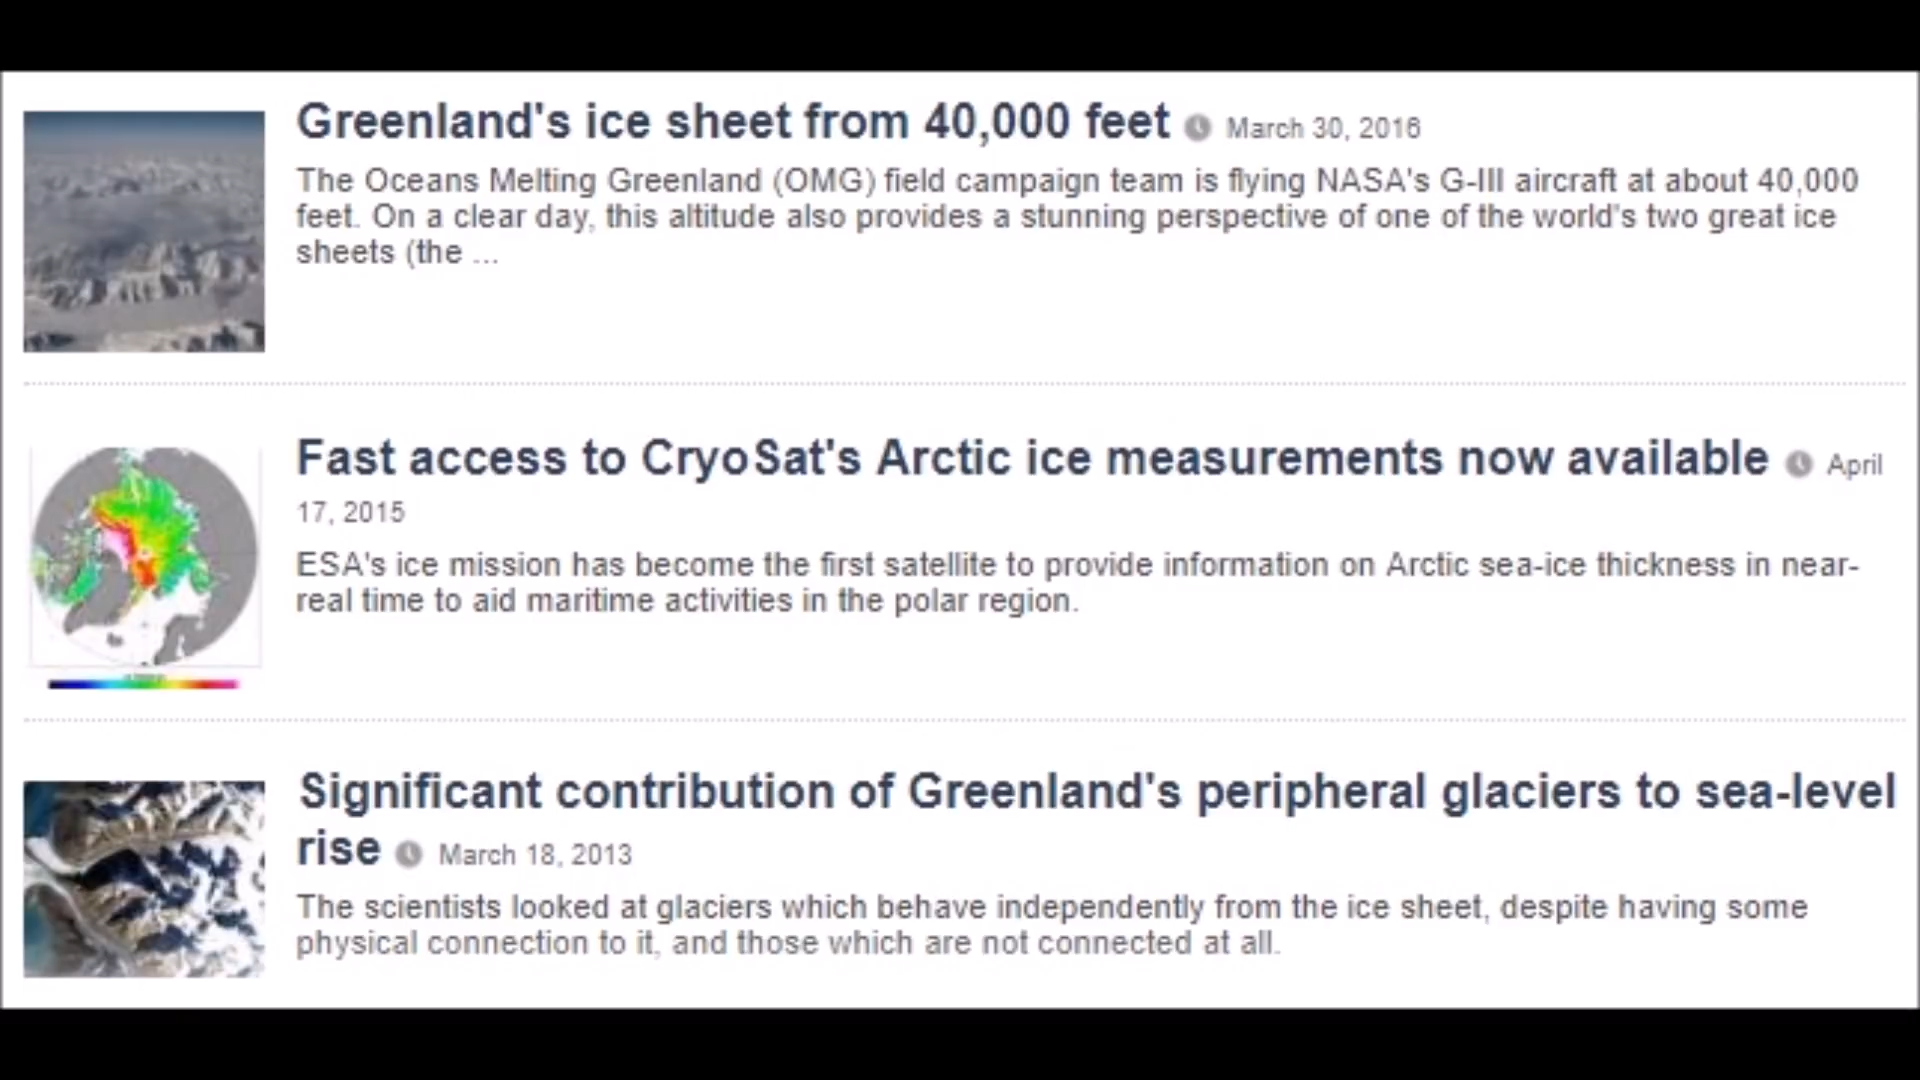 Greenland's ice sheet from 40,000 feet March 30, 2016
The Oceans Melting Greenland (OMG) field campaign team is flying NASA's G-III aircraft at about 40,000
feet. On a clear day, this altitude also provides a stunning perspective of one of the world's two great ice
sheets (the ...
Fast access to CryoSat's Arctic ice measurements now available April
17, 2015
ESA's ice mission has become the first satellite to provide information on Arctic sea-ice thickness in near-
real time to aid maritime activities in the polar region.
Significant contribution of Greenland's peripheral glaciers to sea-level
rise March 18, 2013
The scientists looked at glaciers which behave independently from the ice sheet, despite having some
physical connection to it, and those which are not connected at all.